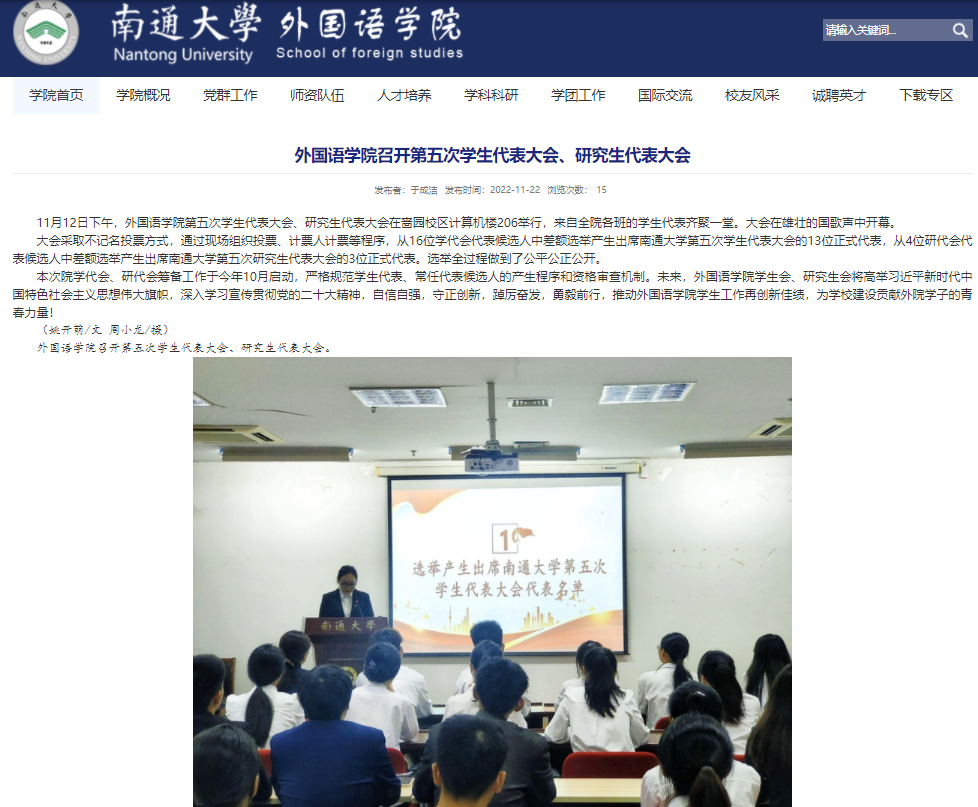 南通大學 外国语学院
Nantong University School of foreign studies
请输入关键词...
学院首页 学院概况 党群工作 师资队伍 人才培养 学科科研 学团工作 国际交流 校友风采 诚聘英才 下载专区
外国语学院召开第五次学生代表大会、研究生代表大会
发布者：于成洁 发布时间：2022-11-22 浏览次数： 15
11月12日下午，外国语学院第五次学生代表大会、研究生代表大会在啬园校区计算机楼206举行，来自全院各班的学生代表齐聚一堂。大会在雄壮的国歌声中开幕。
大会采取不记名投票方式，通过现场组织投票、计票人计票等程序，从16位学代会代表候选人中差额选举产生出席南通大学第五次学生代表大会的13位正式代表，从4位研代会代
表候选人中差额选举产生出席南通大学第五次研究生代表大会的3位正式代表。选举全过程做到了公平公正公开。
本次院学代会、研代会筹备工作于今年10月启动，严格规范学生代表、常任代表候选人的产生程序和资格审查机制。未来，外国语学院学生会、研究生会将高举习近平新时代中
国特色社会主义思想伟大旗帜，深入学习宣传贯彻党的二十大精神，自信自强，守正创新，踔厉奋发，勇毅前行，推动外国语学院学生工作再创新佳绩，为学校建设贡献外院学子的青
春力量！
（姚开萌/文 周小龙/摄）
外国语学院召开第五次学生代表大会、研究生代表大会。
1
选举产生出席南通大学第五次
学生代表大会代表名单
南通大學